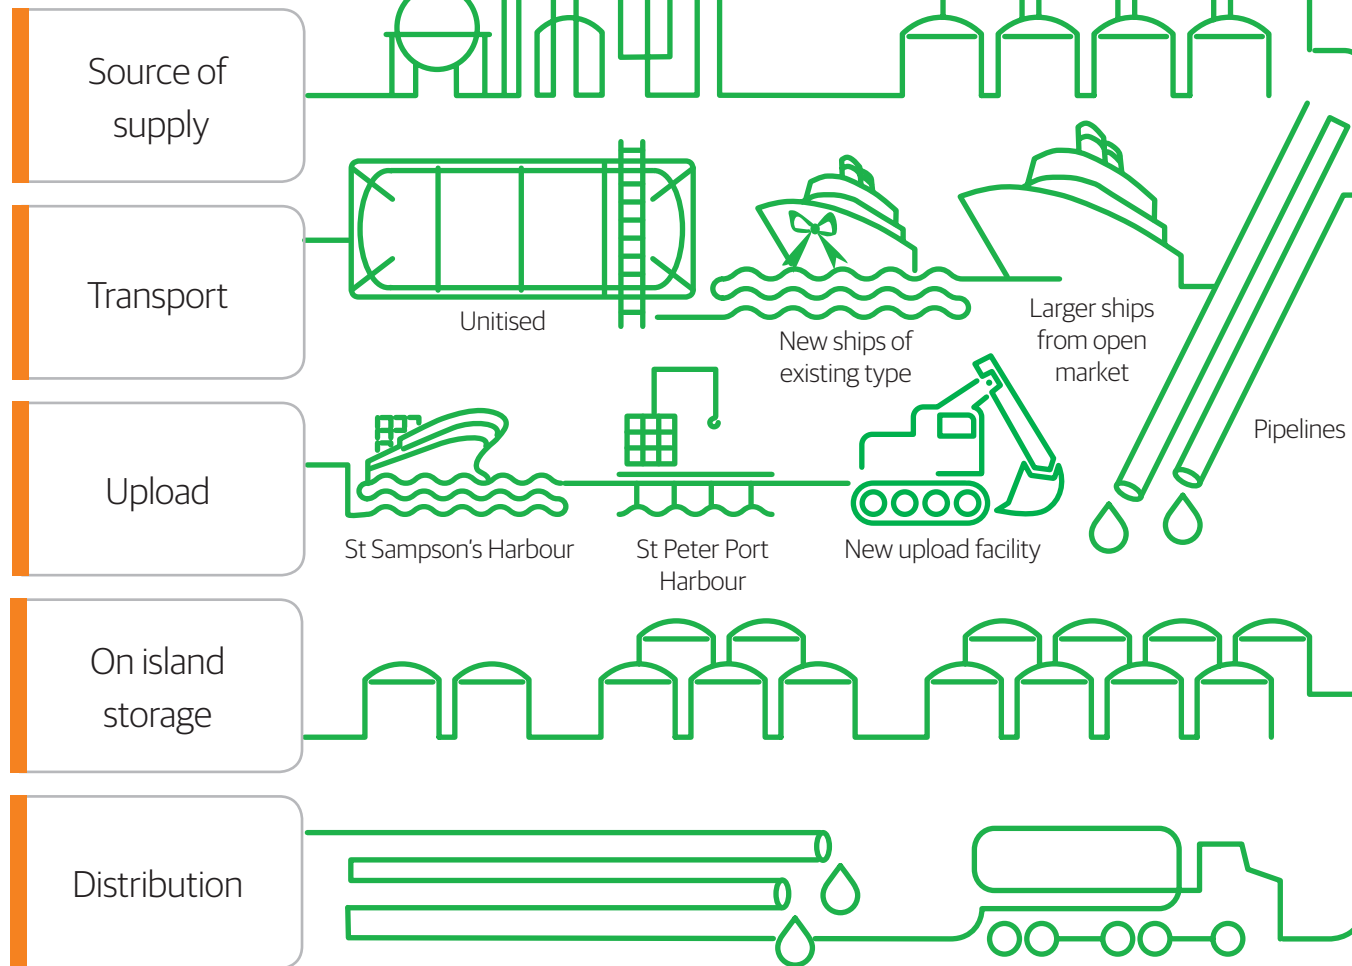 Source of
supply
Transport
Unitised
New ships of
existing type
Larger ships
from open
market
Pipelines
Upload
St Sampson's Harbour
St Peter Port
Harbour
New upload facility
On island
storage
Distribution